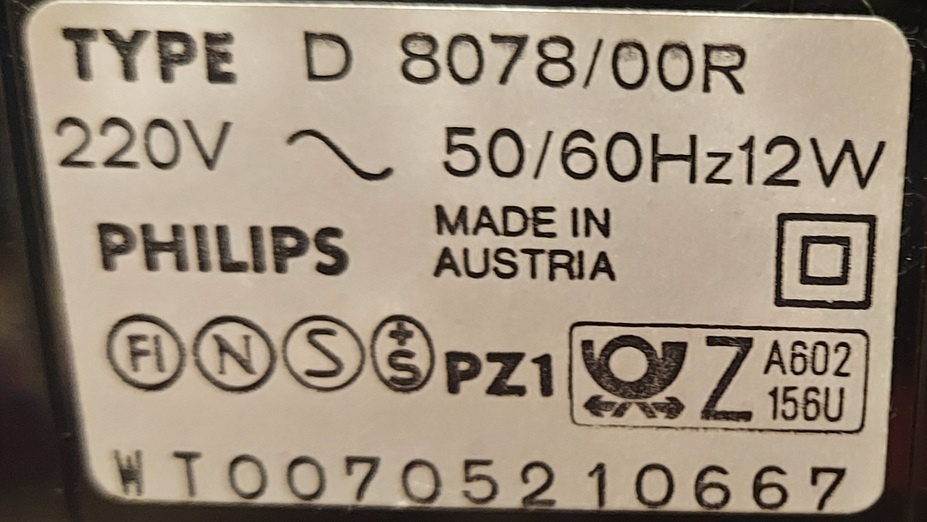 TYPE D 8078/00R
220V ~ 50/60Hz12W
PHILIPS MADE IN
AUSTRIA
FI N S +S PZ1 Z A602
156U
WT00705210667